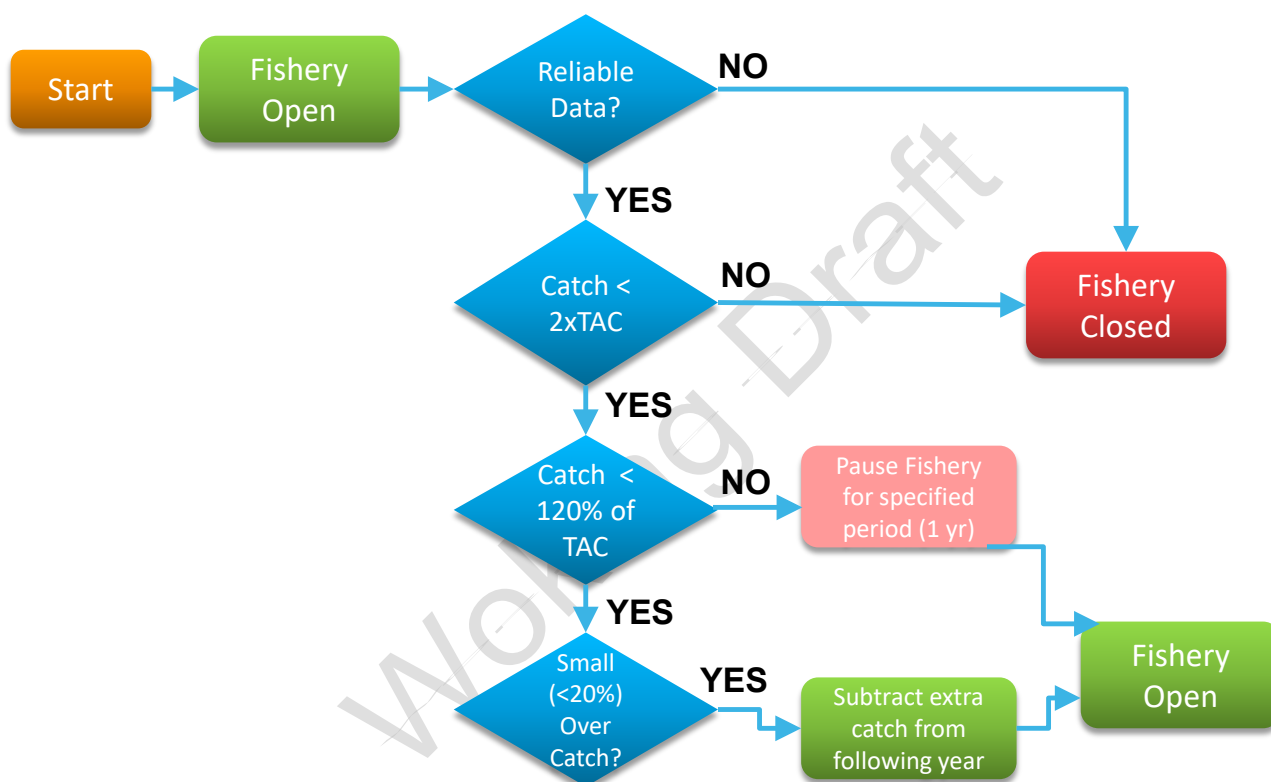 Start
Fishery
Open
Reliable
Data?
NO
YES
Catch <
2xTAC
NO
Fishery
Closed
YES
Catch <
120% of
TAC
NO
Pause Fishery
for specified
period (1 yr)
YES
Small
(<20%)
Over
Catch?
YES
Subtract extra
catch from
following year
Fishery
Open
Draft